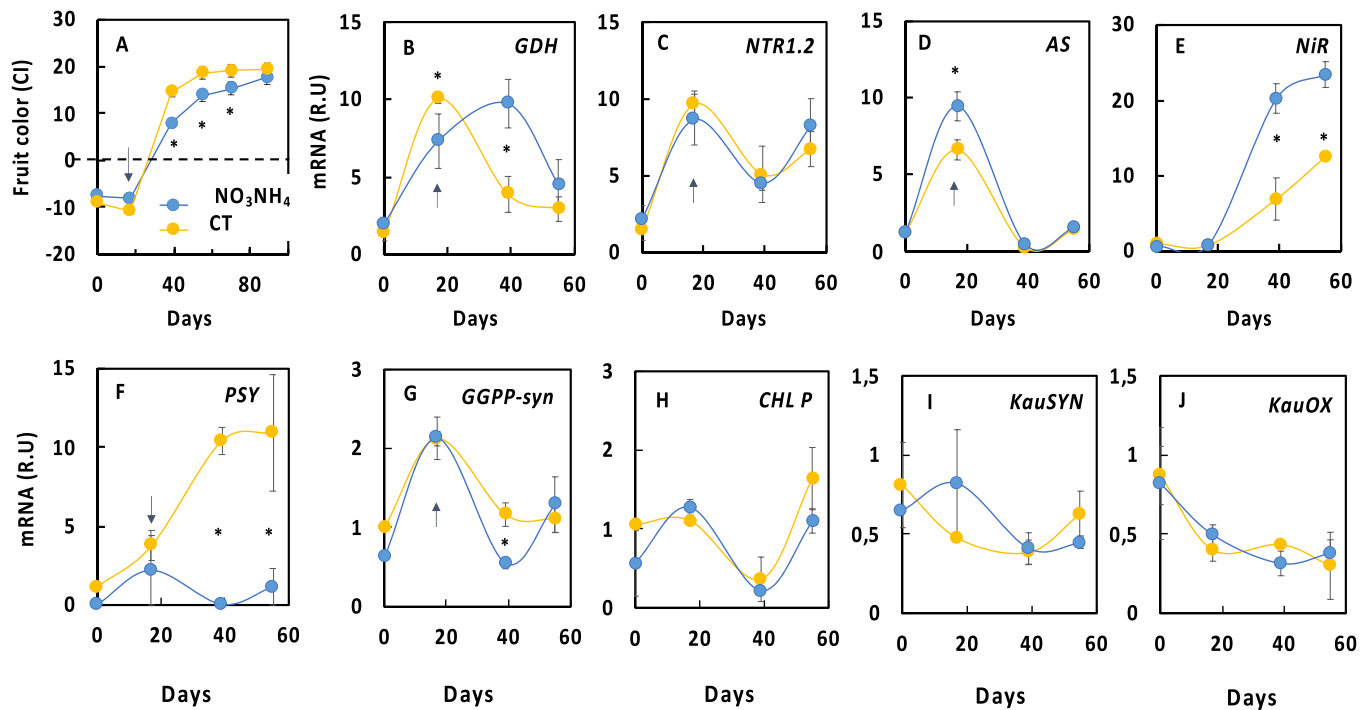 Fruit color (CI)
30
20
10
0
-10
-20
A
*
*
*
NO₃NH₄
CT
0
40
80
Days
mRNA (R.U)
15
10
5
0
B
GDH
*
*
0
20
40
60
Days
15
10
5
0
C
NTR1.2
0
20
40
60
Days
15
10
5
0
D
AS
*
0
20
40
60
Days
30
20
10
0
E
NiR
*
*
0
20
40
60
Days
mRNA (R.U)
15
10
5
0
F
PSY
*
*
0
20
40
60
Days
3
2
1
0
G
GGPP-syn
*
0
20
40
60
Days
3
2
1
0
H
CHL P
0
20
40
60
Days
1,5
1
0,5
0
I
KauSYN
0
20
40
60
Days
1,5
1
0,5
0
J
KauOX
0
20
40
60
Days